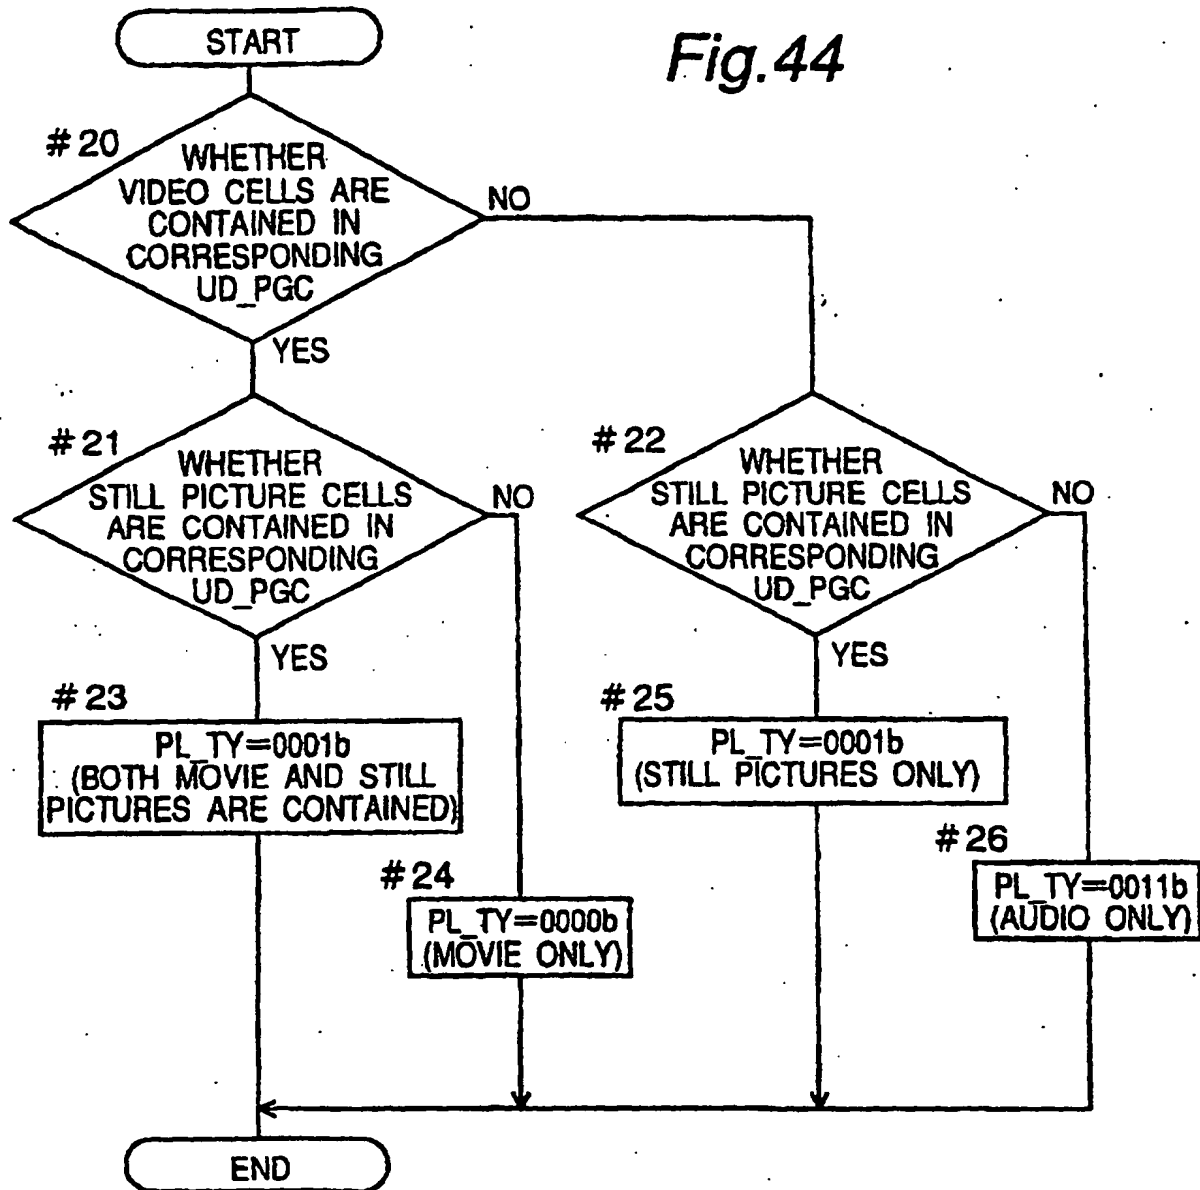 START
Fig.44
#20
WHETHER
VIDEO CELLS ARE
CONTAINED IN
CORRESPONDING
UD_PGC
NO
YES
#21
WHETHER
STILL PICTURE CELLS
ARE CONTAINED IN
CORRESPONDING
UD_PGC
NO
YES
#22
WHETHER
STILL PICTURE CELLS
ARE CONTAINED IN
CORRESPONDING
UD_PGC
NO
YES
#23
PL_TY=0001b
(BOTH MOVIE AND STILL
PICTURES ARE CONTAINED)
#25
PL_TY=0001b
(STILL PICTURES ONLY)
#24
PL_TY=0000b
(MOVIE ONLY)
#26
PL_TY=0011b
(AUDIO ONLY)
END